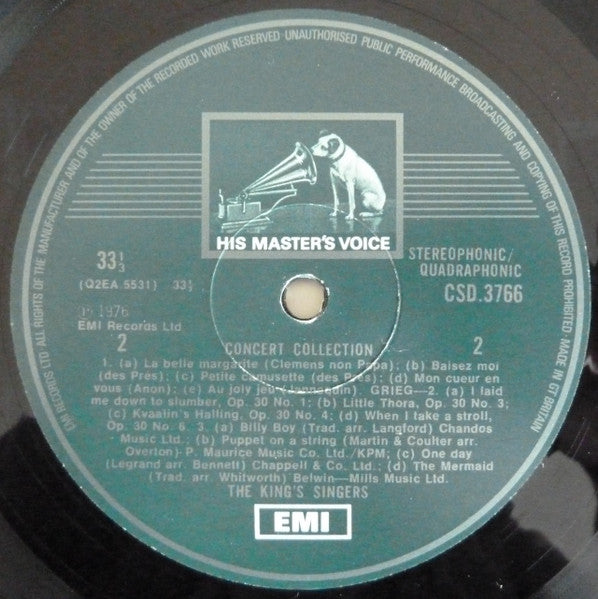 EMI RECORDS LTD ALL RIGHTS OF THE MANUFACTURER AND OF THE OWNER OF THE RECORDED WORK RESERVED UNAUTHORISED PUBLIC PERFORMANCE BROADCASTING AND COPYING OF THIS RECORD PROHIBITED MADE IN GT BRITAIN
HIS MASTER'S VOICE
33⅓
(Q2EA 5531) 33⅓
STEREOPHONIC/
QUADRAPHONIC
CSD.3766
℗ 1976
EMI Records Ltd
2 CONCERT COLLECTION 2
1. (a) La belle margarite (Clemens non Papa); (b) Baisez moi
(des Pres); (c) Petite camusette (des Pres); (d) Mon cueur en
vous (Anon); (e) Au joly jeu (Jannequin). GRIEG—2. (a) I laid
me down to slumber, Op. 30 No. 1; (b) Little Thora, Op. 30 No. 3;
(c) Kvaalin's Halling, Op. 30 No. 4; (d) When I take a stroll,
Op. 30 No. 6. 3. (a) Billy Boy (Trad. arr. Langford) Chandos
Music Ltd.; (b) Puppet on a string (Martin & Coulter arr.
Overton)- P. Maurice Music Co. Ltd./KPM; (c) One day
(Legrand arr. Bennett) Chappell & Co. Ltd.; (d) The Mermaid
(Trad. arr. Whitworth) Belwin—Mills Music Ltd.
THE KING'S SINGERS
EMI